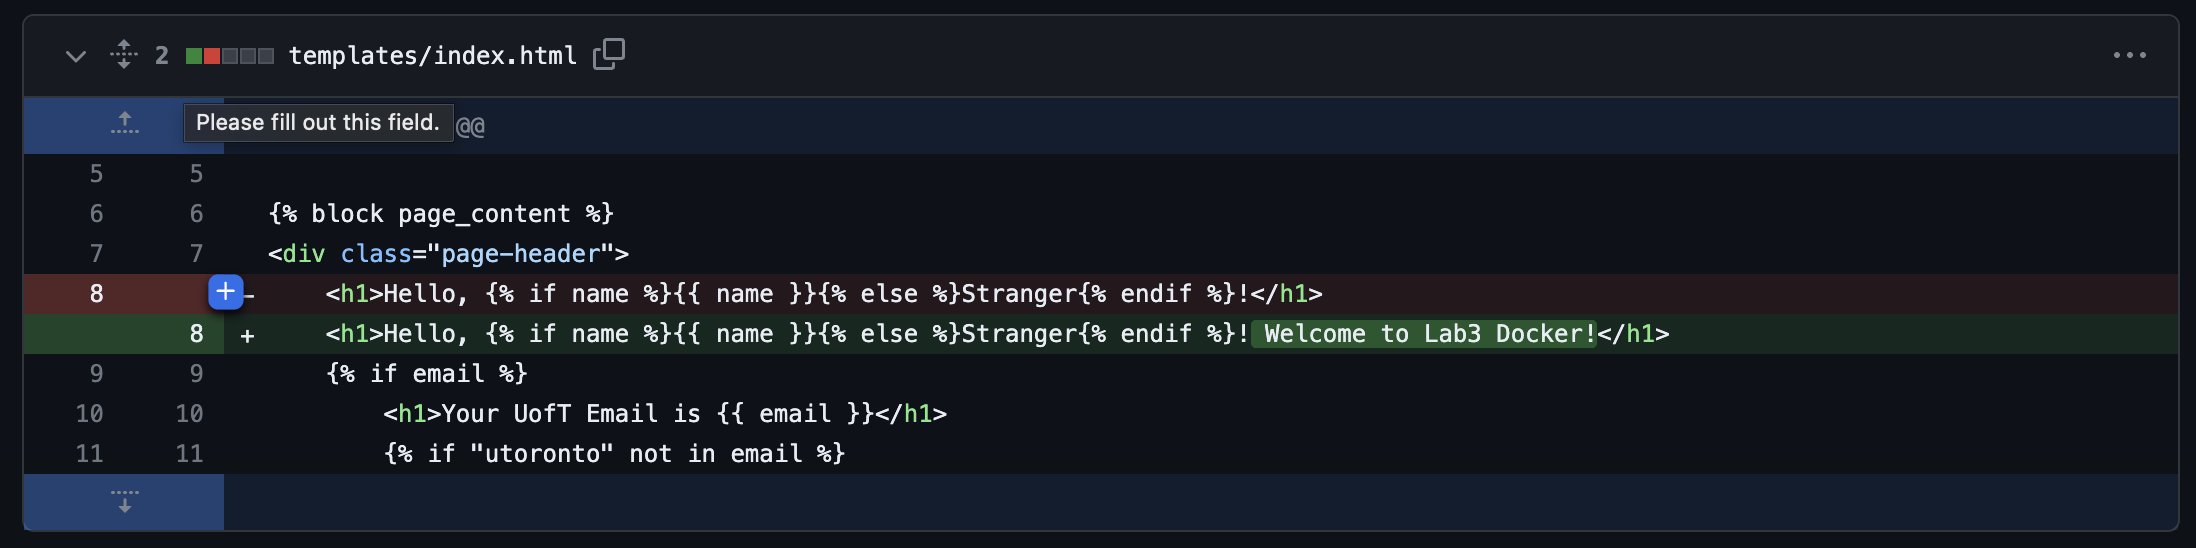 2 templates/index.html
Please fill out this field. @@
5 5
6 6 {% block page_content %}
7 7 <div class="page-header">
8 - <h1>Hello, {% if name %}{{ name }}{% else %}Stranger{% endif %}!</h1>
8 + <h1>Hello, {% if name %}{{ name }}{% else %}Stranger{% endif %}! Welcome to Lab3 Docker!</h1>
9 9 {% if email %}
10 10 <h1>Your UofT Email is {{ email }}</h1>
11 11 {% if "utoronto" not in email %}